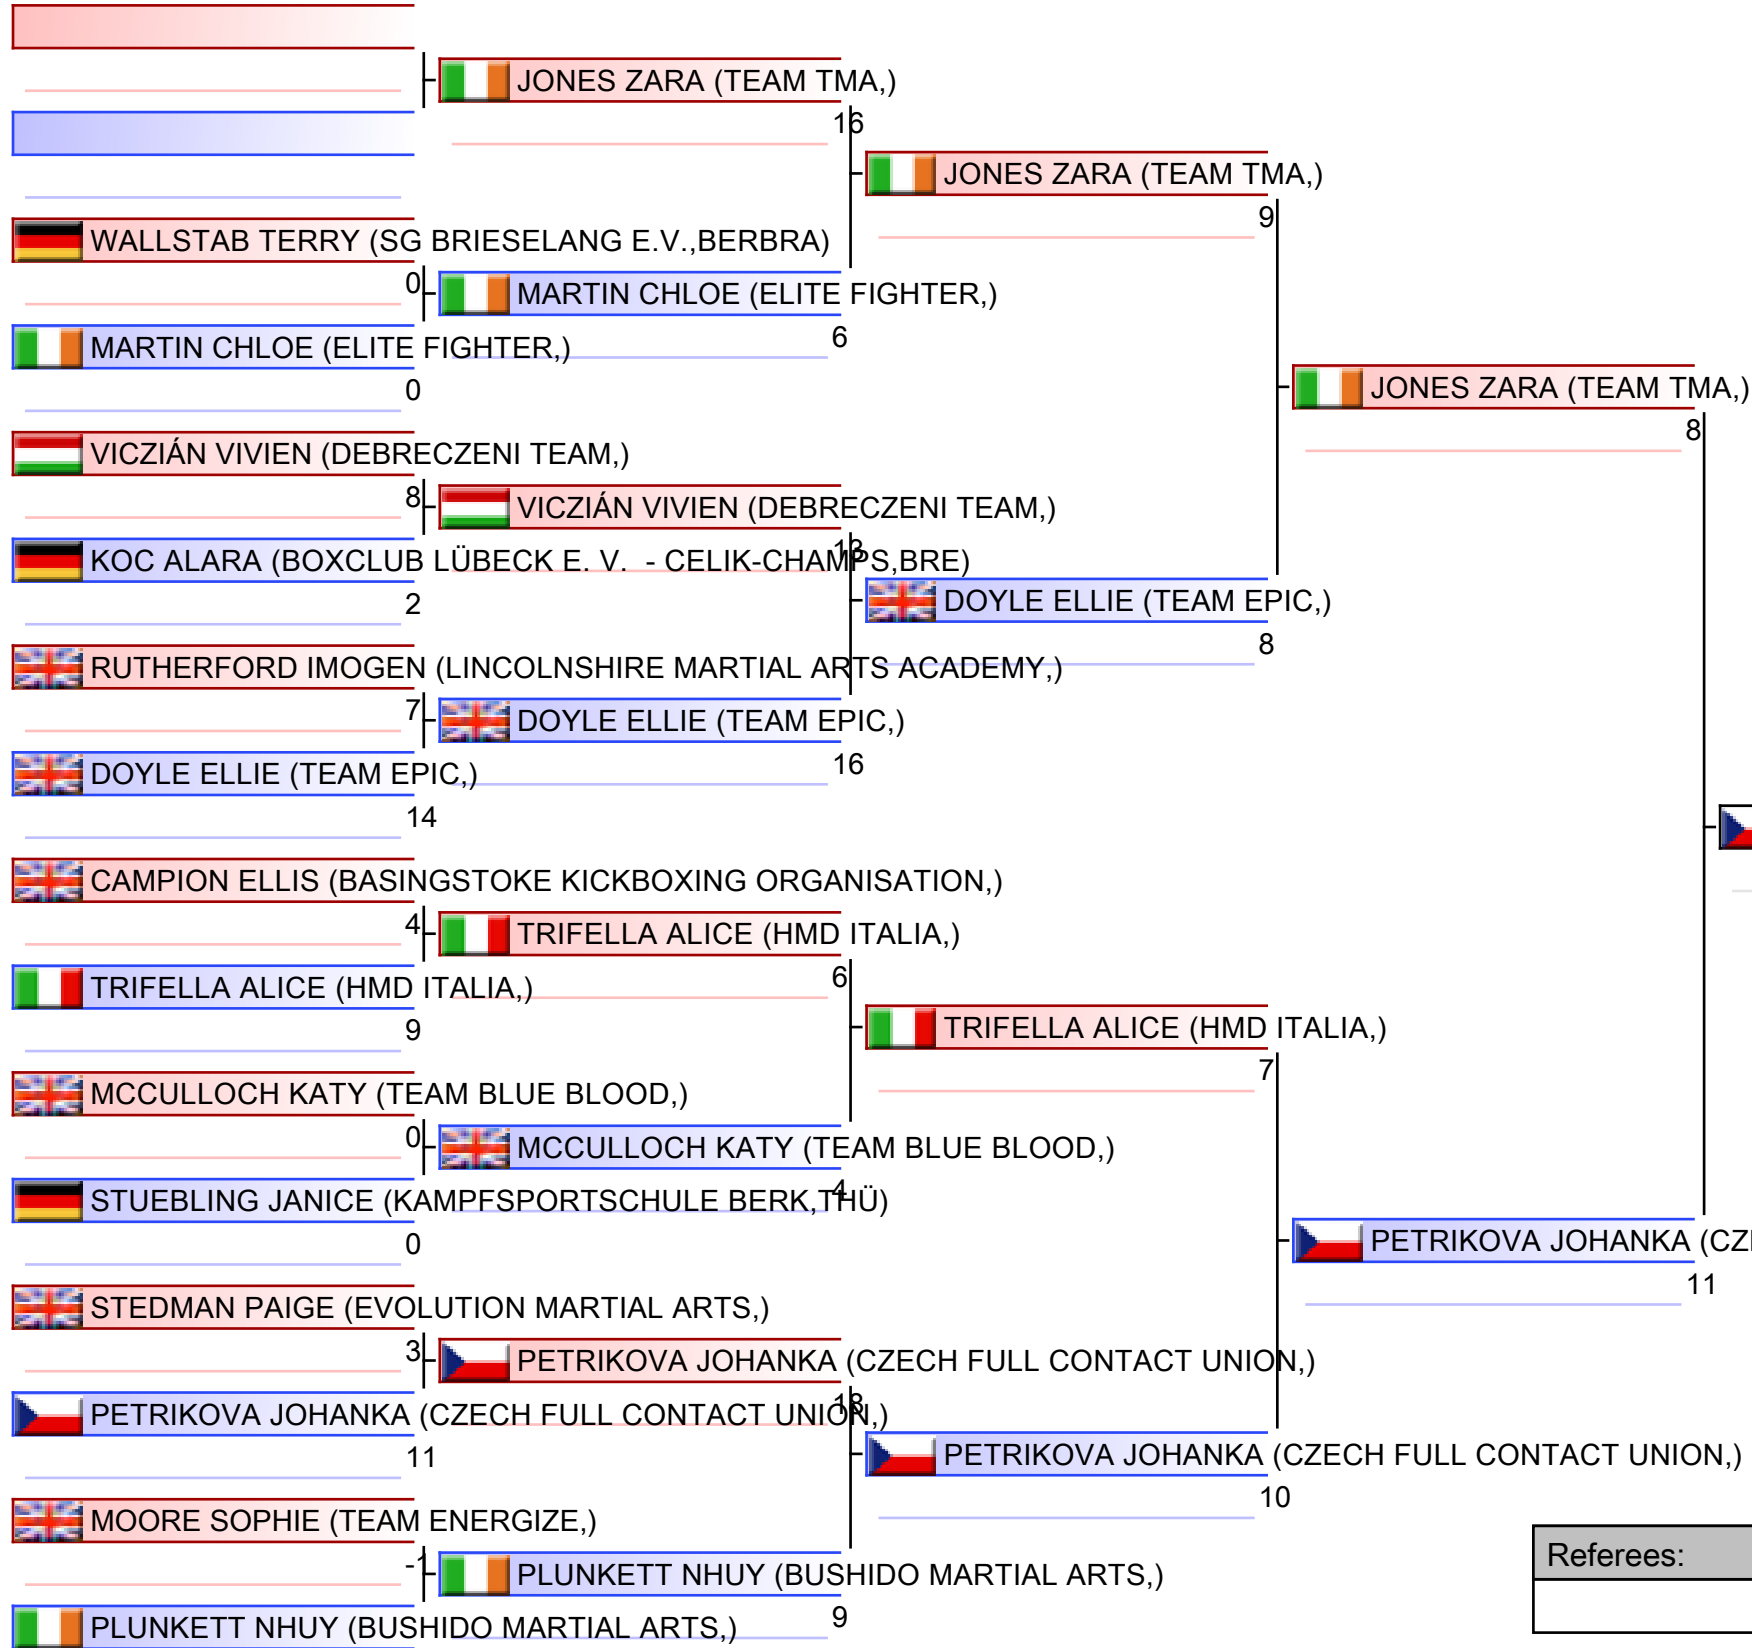 JONES ZARA (TEAM TMA,)
16
JONES ZARA (TEAM TMA,)
9
WALLSTAB TERRY (SG BRIESELANG E.V.,BERBRA)
0
MARTIN CHLOE (ELITE FIGHTER,)
6
MARTIN CHLOE (ELITE FIGHTER,)
0
JONES ZARA (TEAM TMA,)
8
VICZIÁN VIVIEN (DEBRECZENI TEAM,)
8
VICZIÁN VIVIEN (DEBRECZENI TEAM,)
13
KOC ALARA (BOXCLUB LÜBECK E. V.  - CELIK-CHAMPS,BRE)
2
DOYLE ELLIE (TEAM EPIC,)
8
RUTHERFORD IMOGEN (LINCOLNSHIRE MARTIAL ARTS ACADEMY,)
7
DOYLE ELLIE (TEAM EPIC,)
16
DOYLE ELLIE (TEAM EPIC,)
14
CAMPION ELLIS (BASINGSTOKE KICKBOXING ORGANISATION,)
4
TRIFELLA ALICE (HMD ITALIA,)
6
TRIFELLA ALICE (HMD ITALIA,)
9
TRIFELLA ALICE (HMD ITALIA,)
7
MCCULLOCH KATY (TEAM BLUE BLOOD,)
0
MCCULLOCH KATY (TEAM BLUE BLOOD,)
4
STUEBLING JANICE (KAMPFSPORTSCHULE BERK,THÜ)
0
PETRIKOVA JOHANKA (CZ
11
STEDMAN PAIGE (EVOLUTION MARTIAL ARTS,)
3
PETRIKOVA JOHANKA (CZECH FULL CONTACT UNION,)
PETRIKOVA JOHANKA (CZECH FULL CONTACT UNION,)
11
PETRIKOVA JOHANKA (CZECH FULL CONTACT UNION,)
10
MOORE SOPHIE (TEAM ENERGIZE,)
-1
PLUNKETT NHUY (BUSHIDO MARTIAL ARTS,)
9
PLUNKETT NHUY (BUSHIDO MARTIAL ARTS,)
Referees: